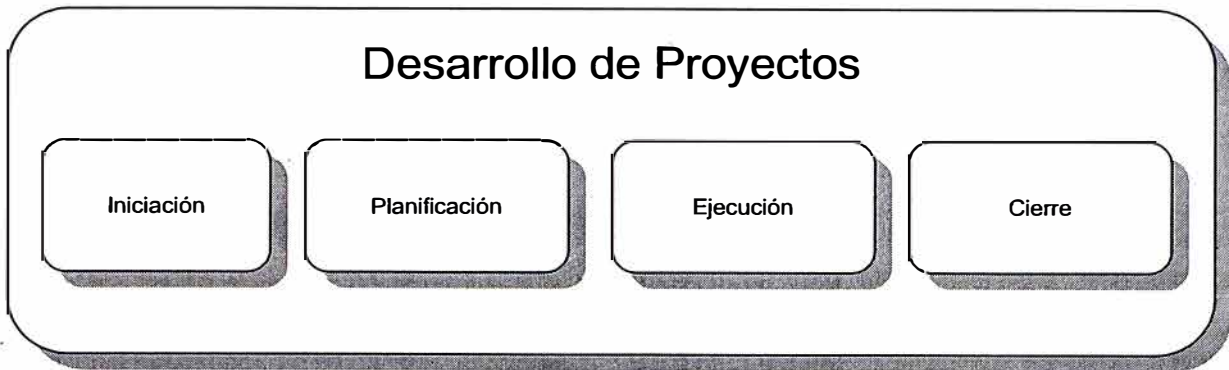 Desarrollo de Proyectos
Iniciación
Planificación
Ejecución
Cierre